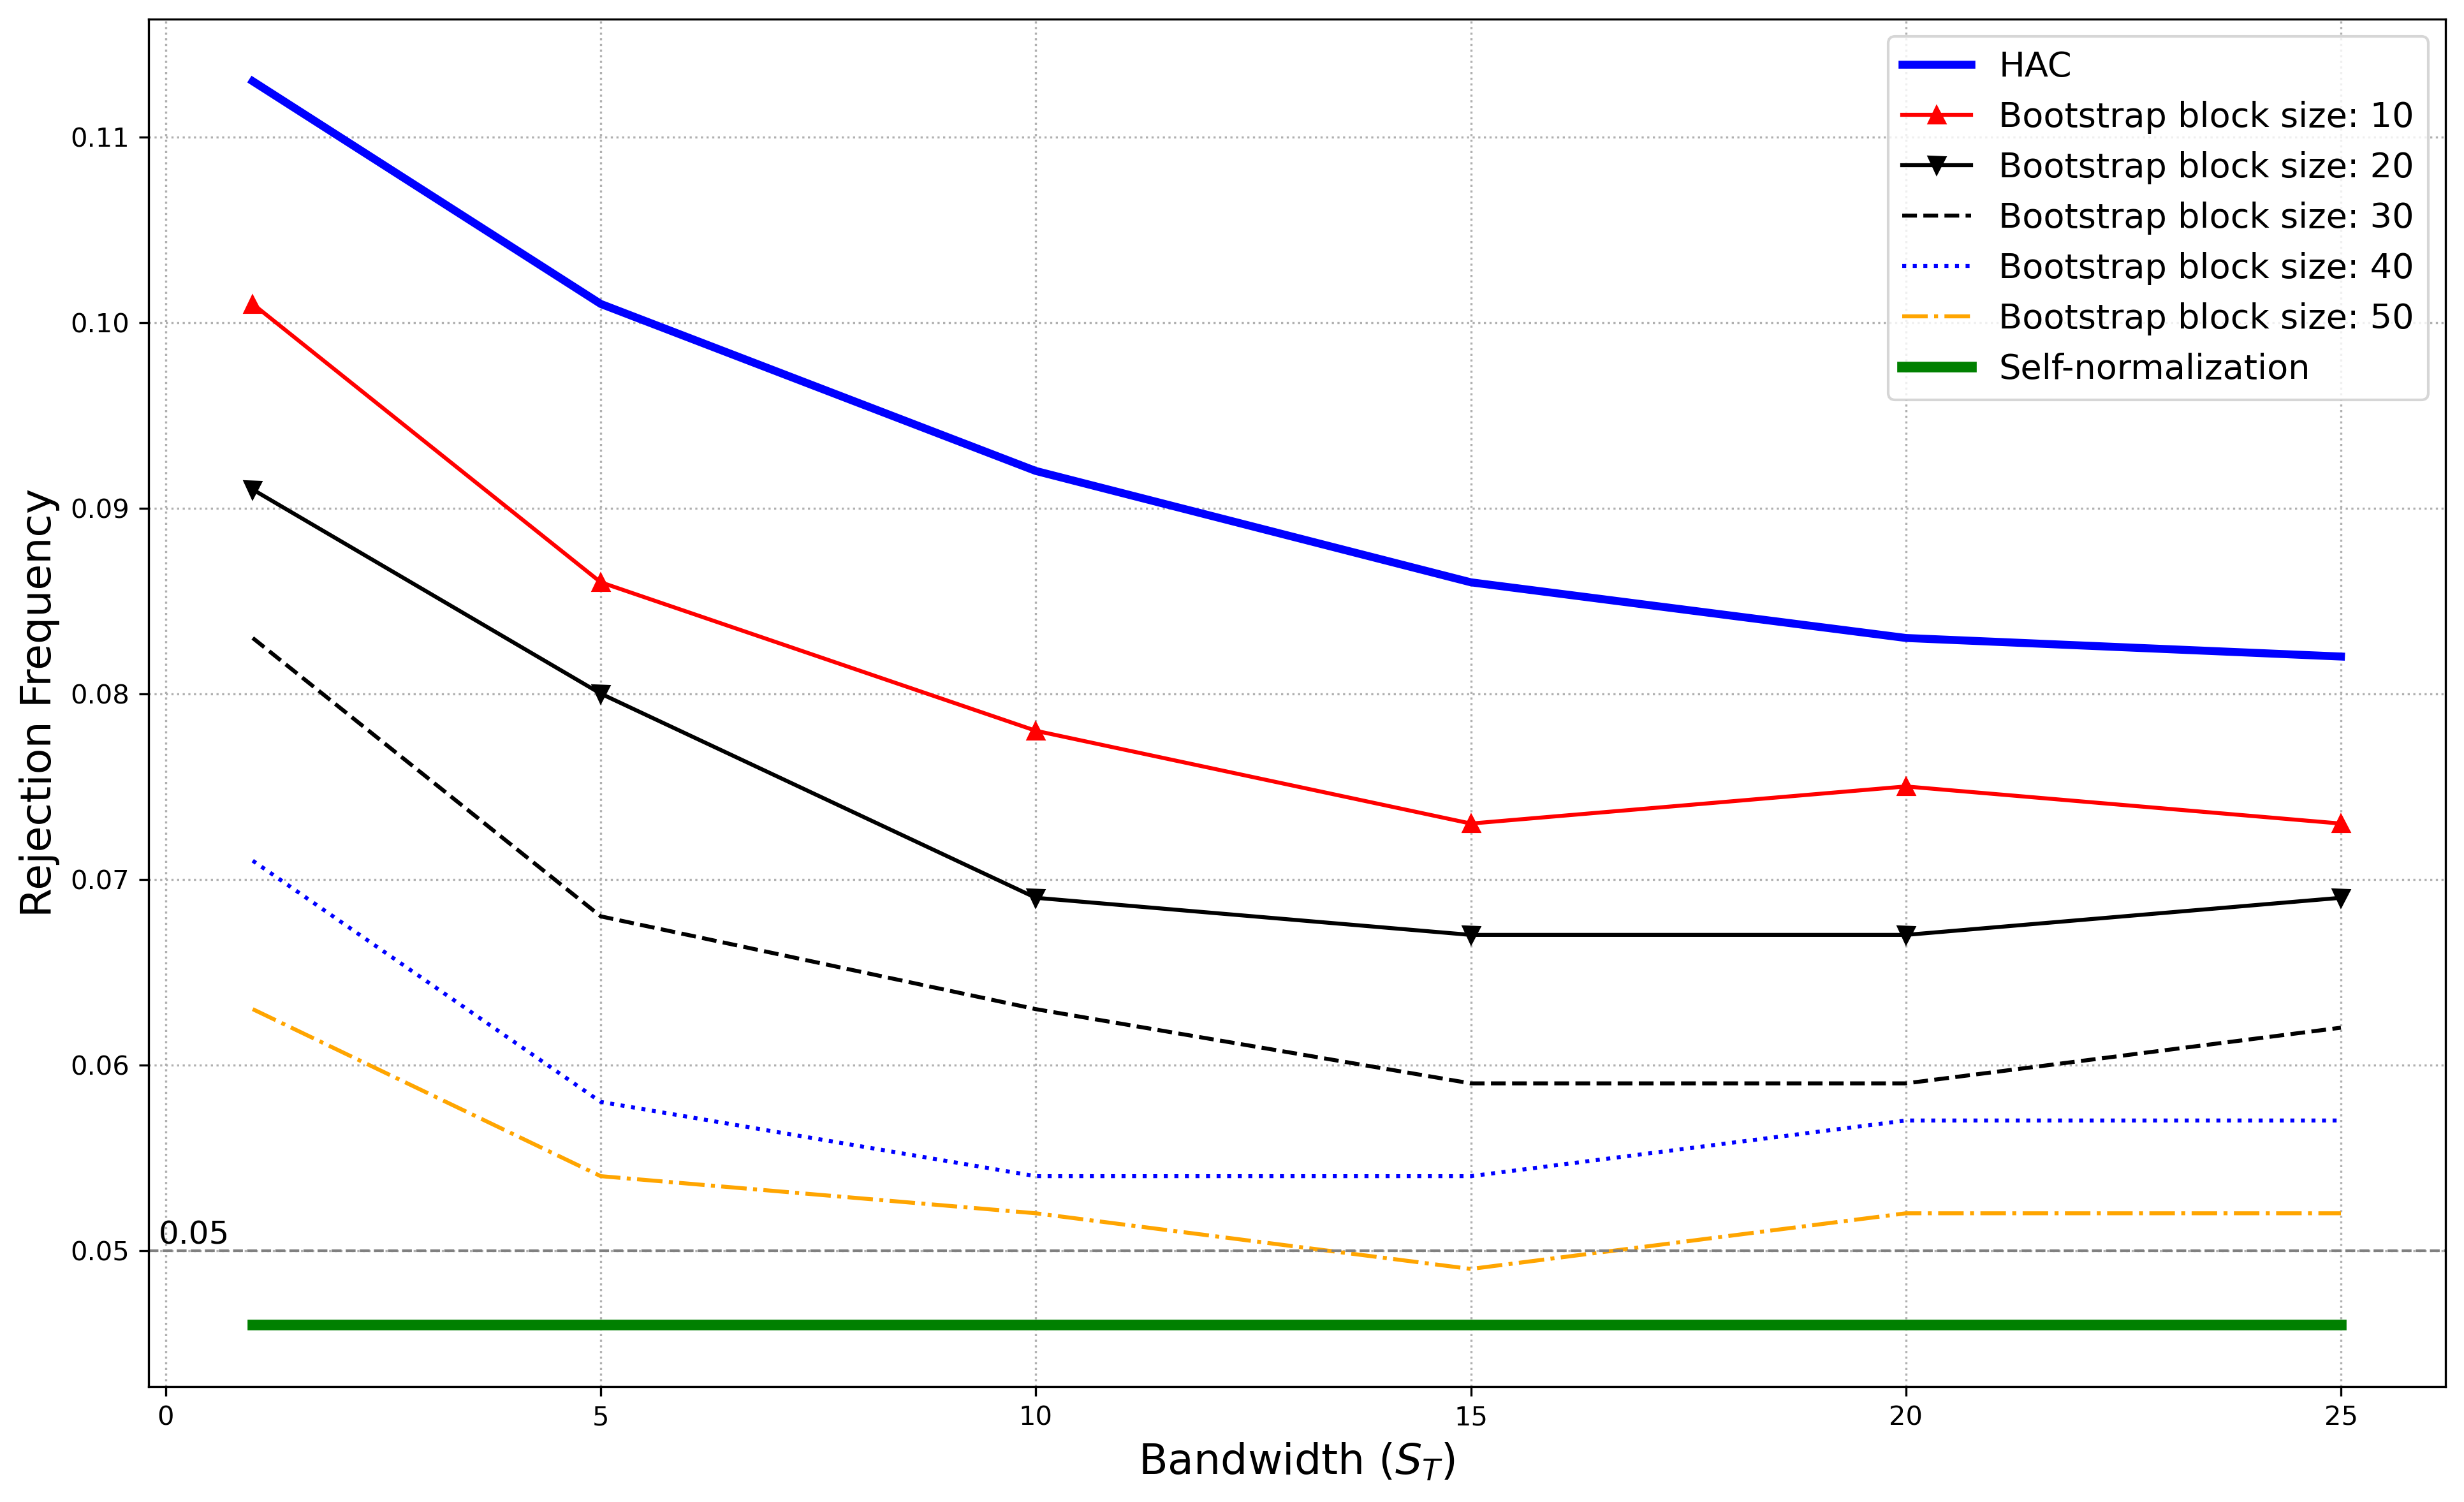 HAC
Bootstrap block size: 10
Bootstrap block size: 20
Bootstrap block size: 30
Bootstrap block size: 40
Bootstrap block size: 50
Self-normalization
Rejection Frequency
0.11
0.10
0.09
0.08
0.07
0.06
0.05
0.05
0 5 10 15 20 25
Bandwidth (S_T)